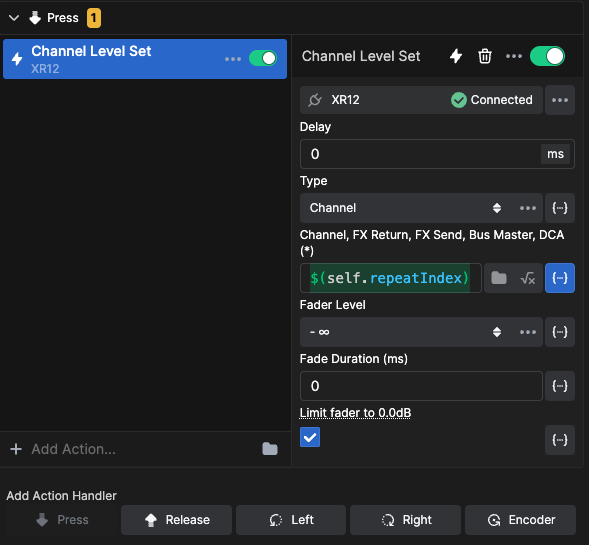 Press 1
Channel Level Set
XR12
Channel Level Set
XR12
Connected
Delay
0
ms
Type
Channel
{···}
Channel, FX Return, FX Send, Bus Master, DCA
(*)
$(self.repeatIndex)
√x
{···}
Fader Level
- ∞
{···}
Fade Duration (ms)
0
{···}
Limit fader to 0.0dB
{···}
Add Action...
Add Action Handler
Press
Release
Left
Right
Encoder